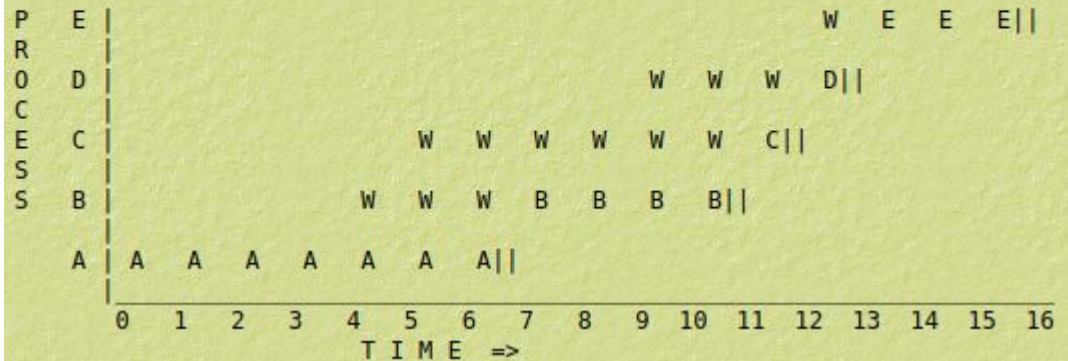 P E | W E E E||
R |
O D | W W W D||
C |
E C | W W W W W W C||
S |
S B | W W W B B B B||
|
A | A A A A A A A||
|
0 1 2 3 4 5 6 7 8 9 10 11 12 13 14 15 16
T I M E =>